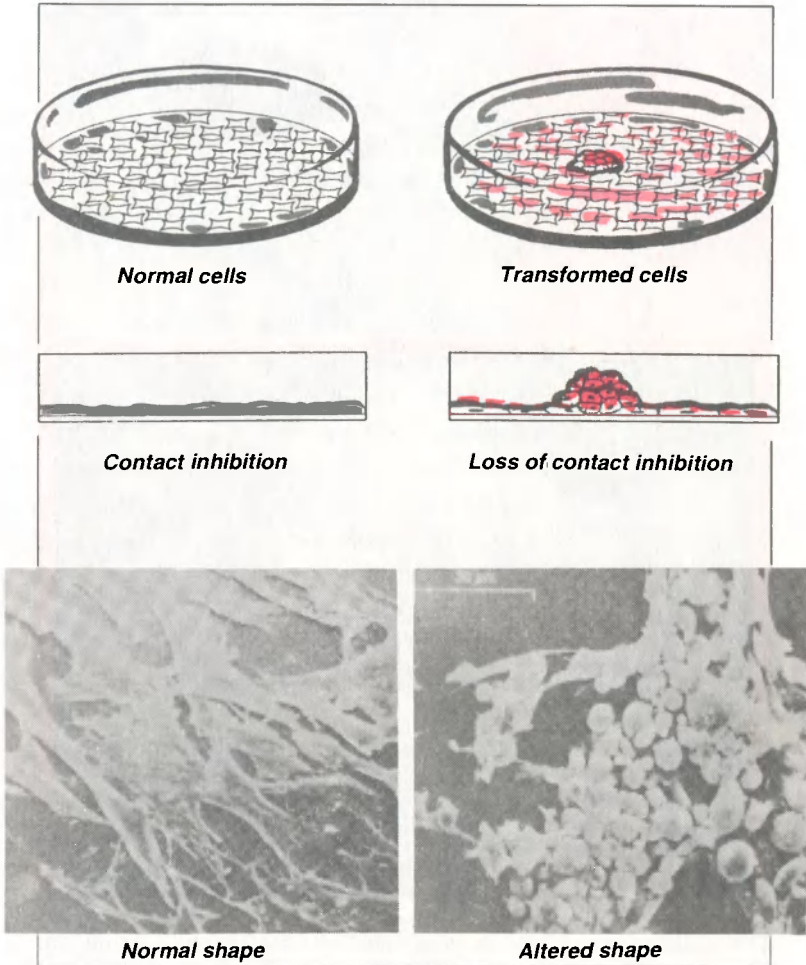 Normal cells
Transformed cells
Contact inhibition
Loss of contact inhibition
Normal shape
Altered shape